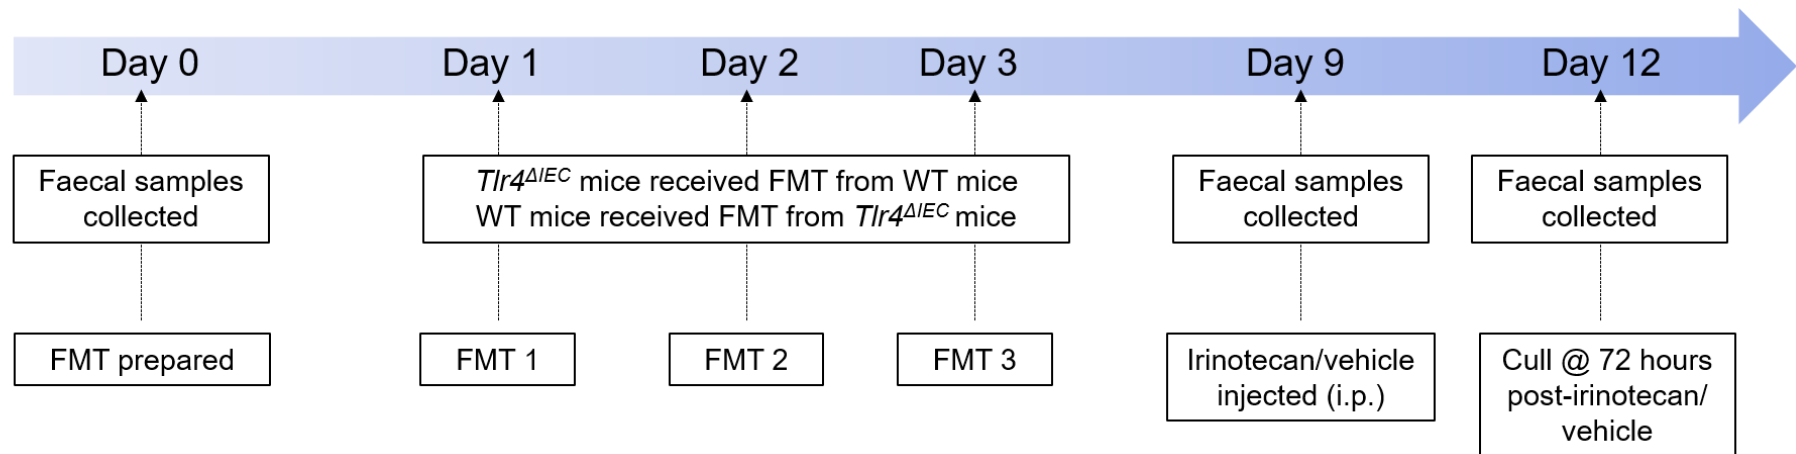 Day 0
Day 1
Day 2
Day 3
Day 9
Day 12
Faecal samples
collected
Tlr4ΔIEC mice received FMT from WT mice
WT mice received FMT from Tlr4ΔIEC mice
Faecal samples
collected
Faecal samples
collected
FMT prepared
FMT 1
FMT 2
FMT 3
Irinotecan/vehicle
injected (i.p.)
Cull @ 72 hours
post-irinotecan/
vehicle